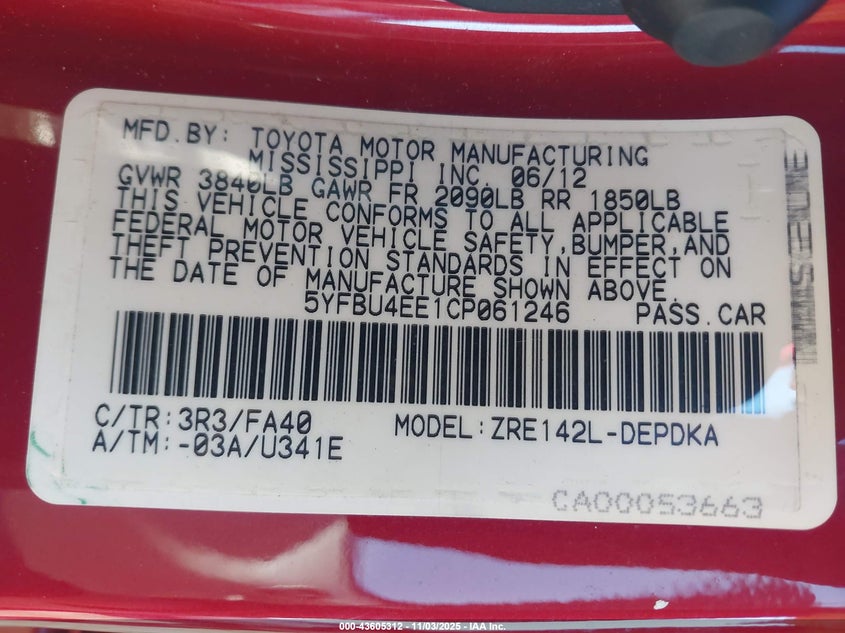 MFD.BY: TOYOTA MOTOR MANUFACTURING
MISSISSIPPI INC. 06/12
GVWR 3840LB GAWR FR 2090LB RR 1850LB
THIS VEHICLE CONFORMS TO ALL APPLICABLE
FEDERAL MOTOR VEHICLE SAFETY,BUMPER,AND
THEFT PREVENTION STANDARDS IN EFFECT ON
THE DATE OF MANUFACTURE SHOWN ABOVE.
5YFBU4EE1CP061246 PASS.CAR
C/TR:3R3/FA40 MODEL:ZRE142L-DEPDKA
A/TM:-03A/U341E
CA00053663
000-43605312 - 11/03/2025 - IAA Inc.